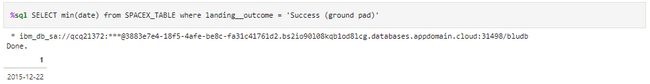 %sql SELECT min(date) from SPACEX_TABLE where landing__outcome = 'Success (ground pad)'
* ibm_db_sa://qcq21372:***@3883e7e4-18f5-4afe-be8c-fa31c41761d2.bs2io90l08kqb1od8lcg.databases.appdomain.cloud:31498/bludb
Done.
1
2015-12-22